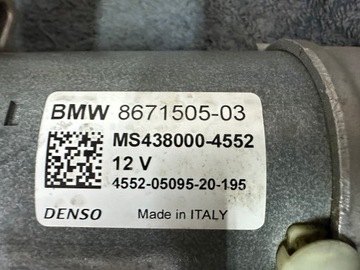 BMW 8671505-03
MS438000-4552
12 V
4552-05095-20-195
DENSO Made in ITALY